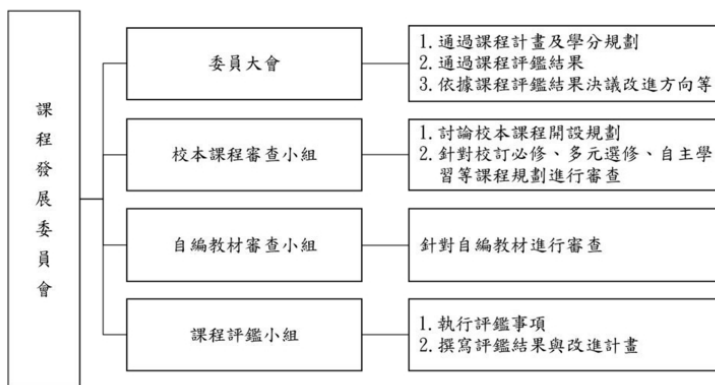 課程發展委員會
委員大會
1. 通過課程計畫及學分規劃
2. 通過課程評鑑結果
3. 依據課程評鑑結果決議改進方向等
校本課程審查小組
1. 討論校本課程開設規劃
2. 針對校訂必修、多元選修、自主學
習等課程規劃進行審查
自編教材審查小組
針對自編教材進行審查
課程評鑑小組
1. 執行評鑑事項
2. 撰寫評鑑結果與改進計畫